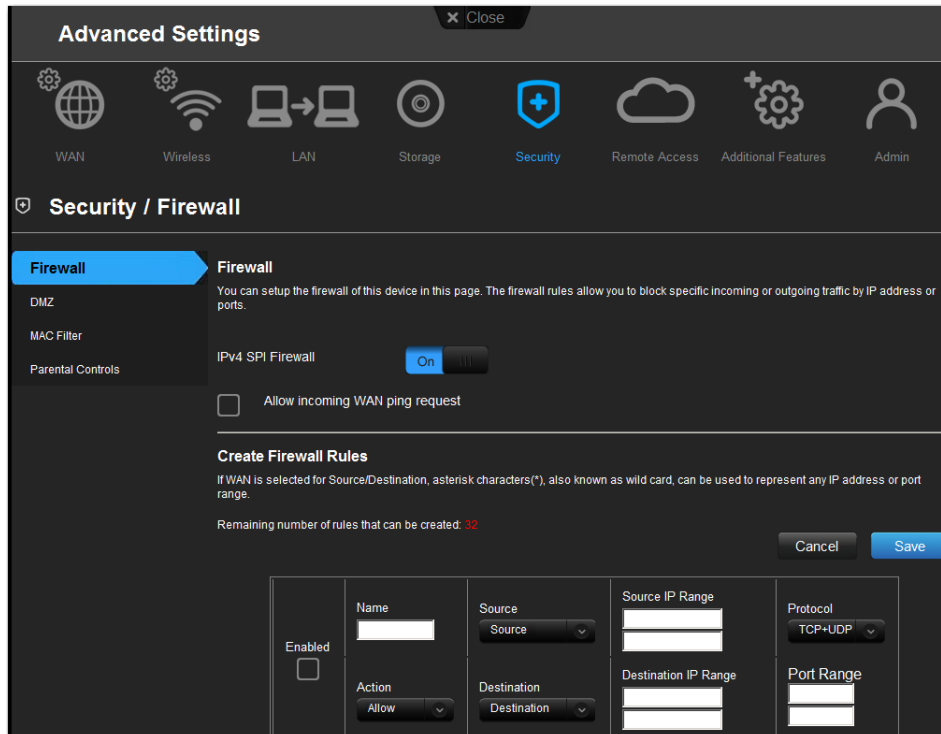 Close
Advanced Settings
WAN
Wireless
LAN
Storage
Security
Remote Access
Additional Features
Admin
Security / Firewall
Firewall
DMZ
MAC Filter
Parental Controls
Firewall
You can setup the firewall of this device in this page. The firewall rules allow you to block specific incoming or outgoing traffic by IP address or
ports.
IPv4 SPI Firewall
On
Allow incoming WAN ping request
Create Firewall Rules
If WAN is selected for Source/Destination, asterisk characters(*), also known as wild card, can be used to represent any IP address or port
range.
Remaining number of rules that can be created: 32
Cancel
Save
Enabled
Name
Source
Source
Source IP Range
Protocol
TCP+UDP
Action
Allow
Destination
Destination
Destination IP Range
Port Range